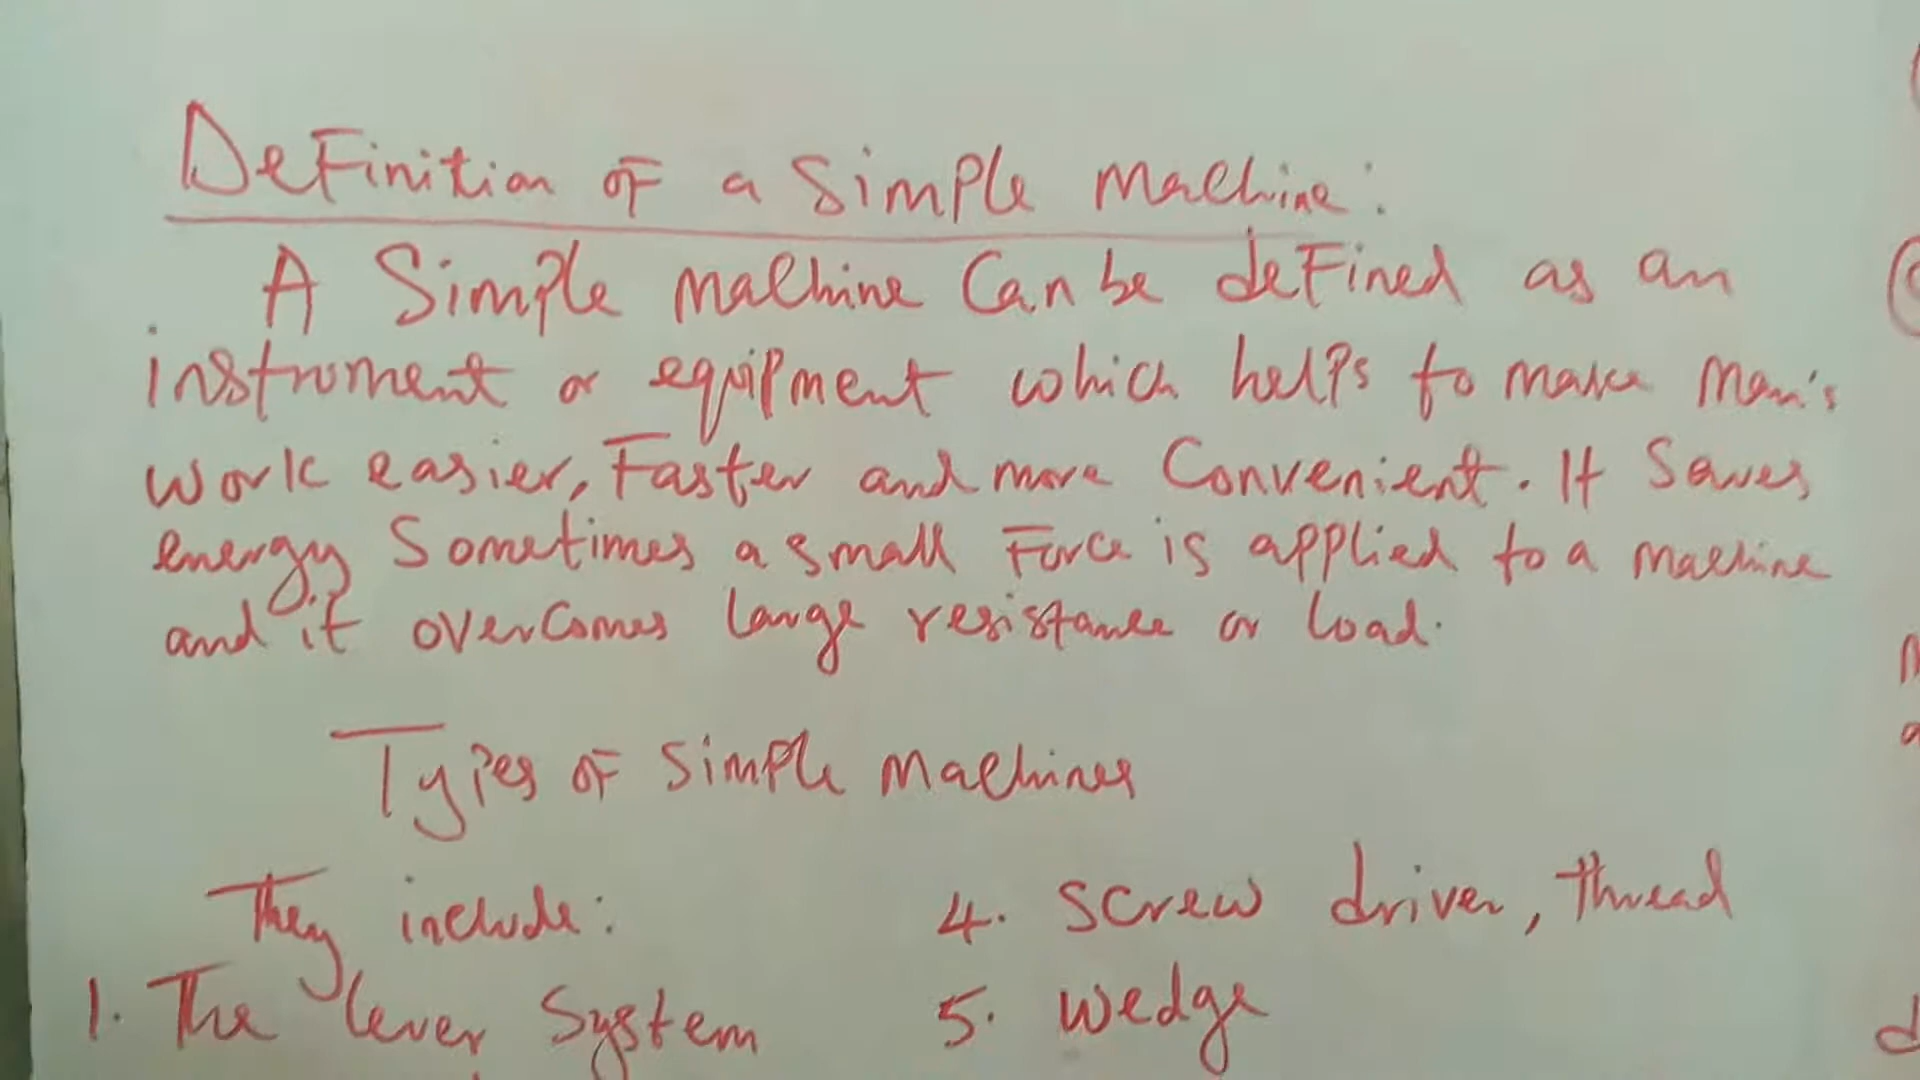 Definition of a simple machine:
A Simple machine Can be defined as an
instrument or equipment which helps to make man's
work easier, Faster and more Convenient. It Saves
energy. Sometimes a small Force is applied to a machine
and it overcomes large resistance or load.
Types of simple machines
They include:
1. The lever System
4. screw driver, thread
5. wedge